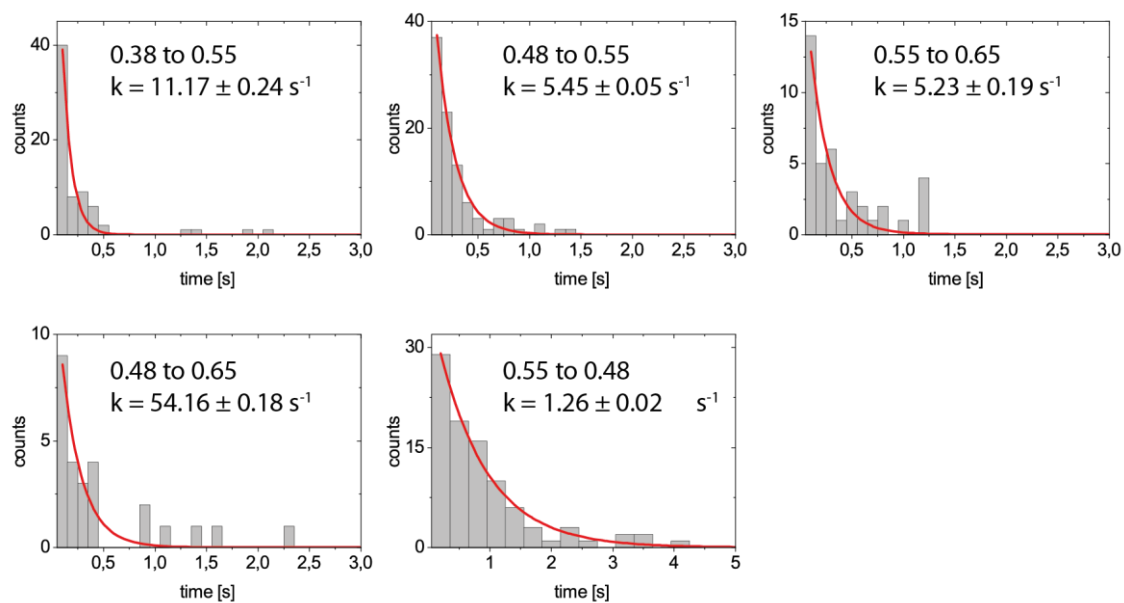 40
20
0
counts
0.38 to 0.55
k = 11.17 ± 0.24 s⁻¹
0,5 1,0 1,5 2,0 2,5 3,0
time [s]
40
20
0
counts
0.48 to 0.55
k = 5.45 ± 0.05 s⁻¹
0,5 1,0 1,5 2,0 2,5 3,0
time [s]
15
10
5
0
counts
0.55 to 0.65
k = 5.23 ± 0.19 s⁻¹
0,5 1,0 1,5 2,0 2,5 3,0
time [s]
10
5
0
counts
0.48 to 0.65
k = 54.16 ± 0.18 s⁻¹
0,5 1,0 1,5 2,0 2,5 3,0
time [s]
30
15
0
counts
0.55 to 0.48
k = 1.26 ± 0.02 s⁻¹
1 2 3 4 5
time [s]